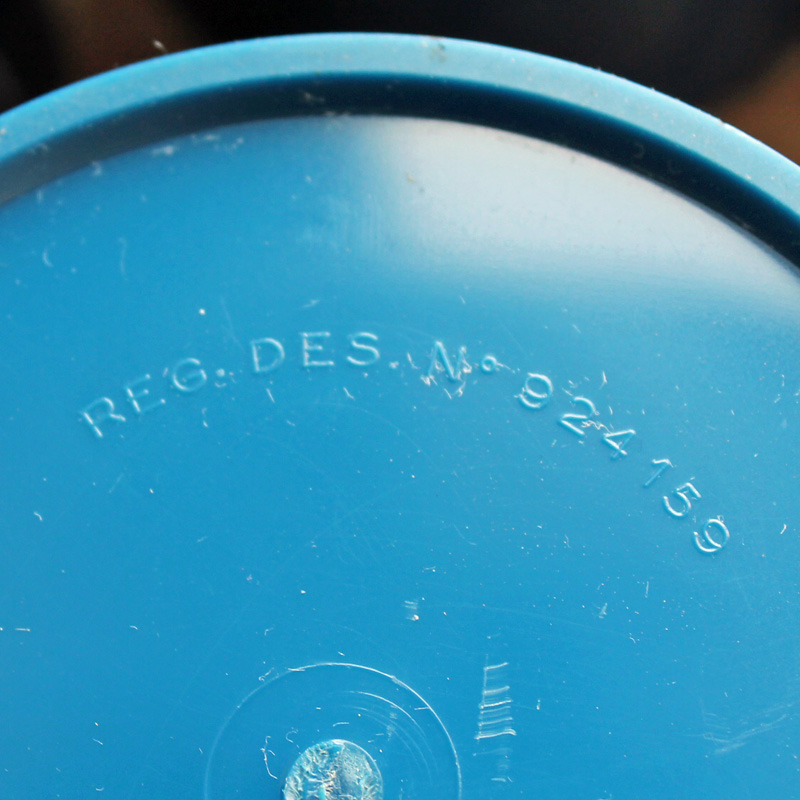 REG. DES. No 924159